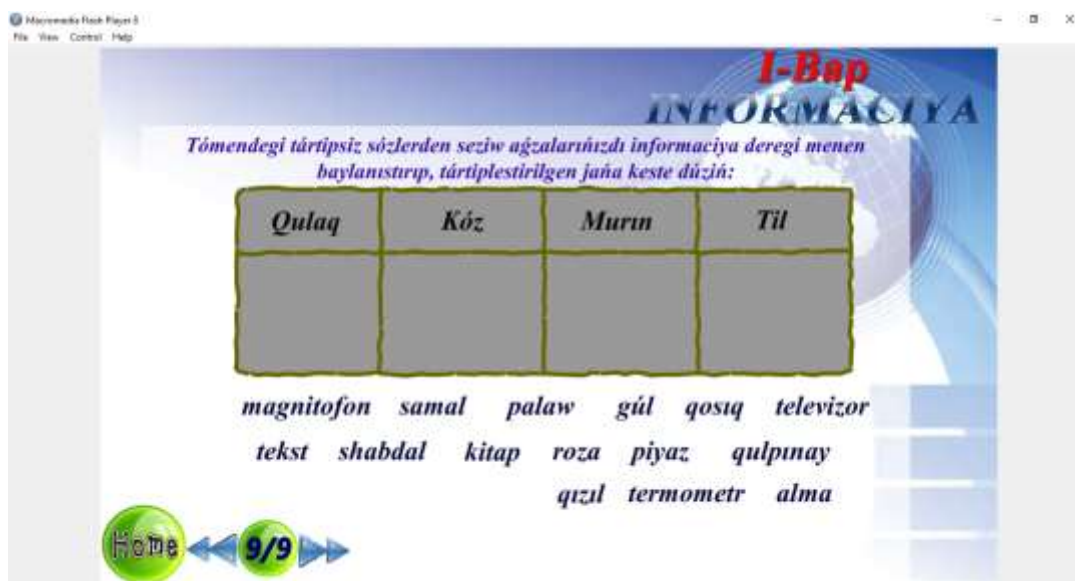 Macromedia Flash Player 8
File View Control Help
I-Bap
INFORMACIYA
Tómendegi tártipsiz sózlerden seziw aǵzalarıńızdı informaciya deregi menen
baylanıstırıp, tártiplestirilgen jańa keste dúziń:
Qulaq Kóz Murın Til
magnitofon samal palaw gúl qosıq televizor
tekst shabdal kitap roza piyaz qulpınay
qızıl termometr alma
Home 9/9